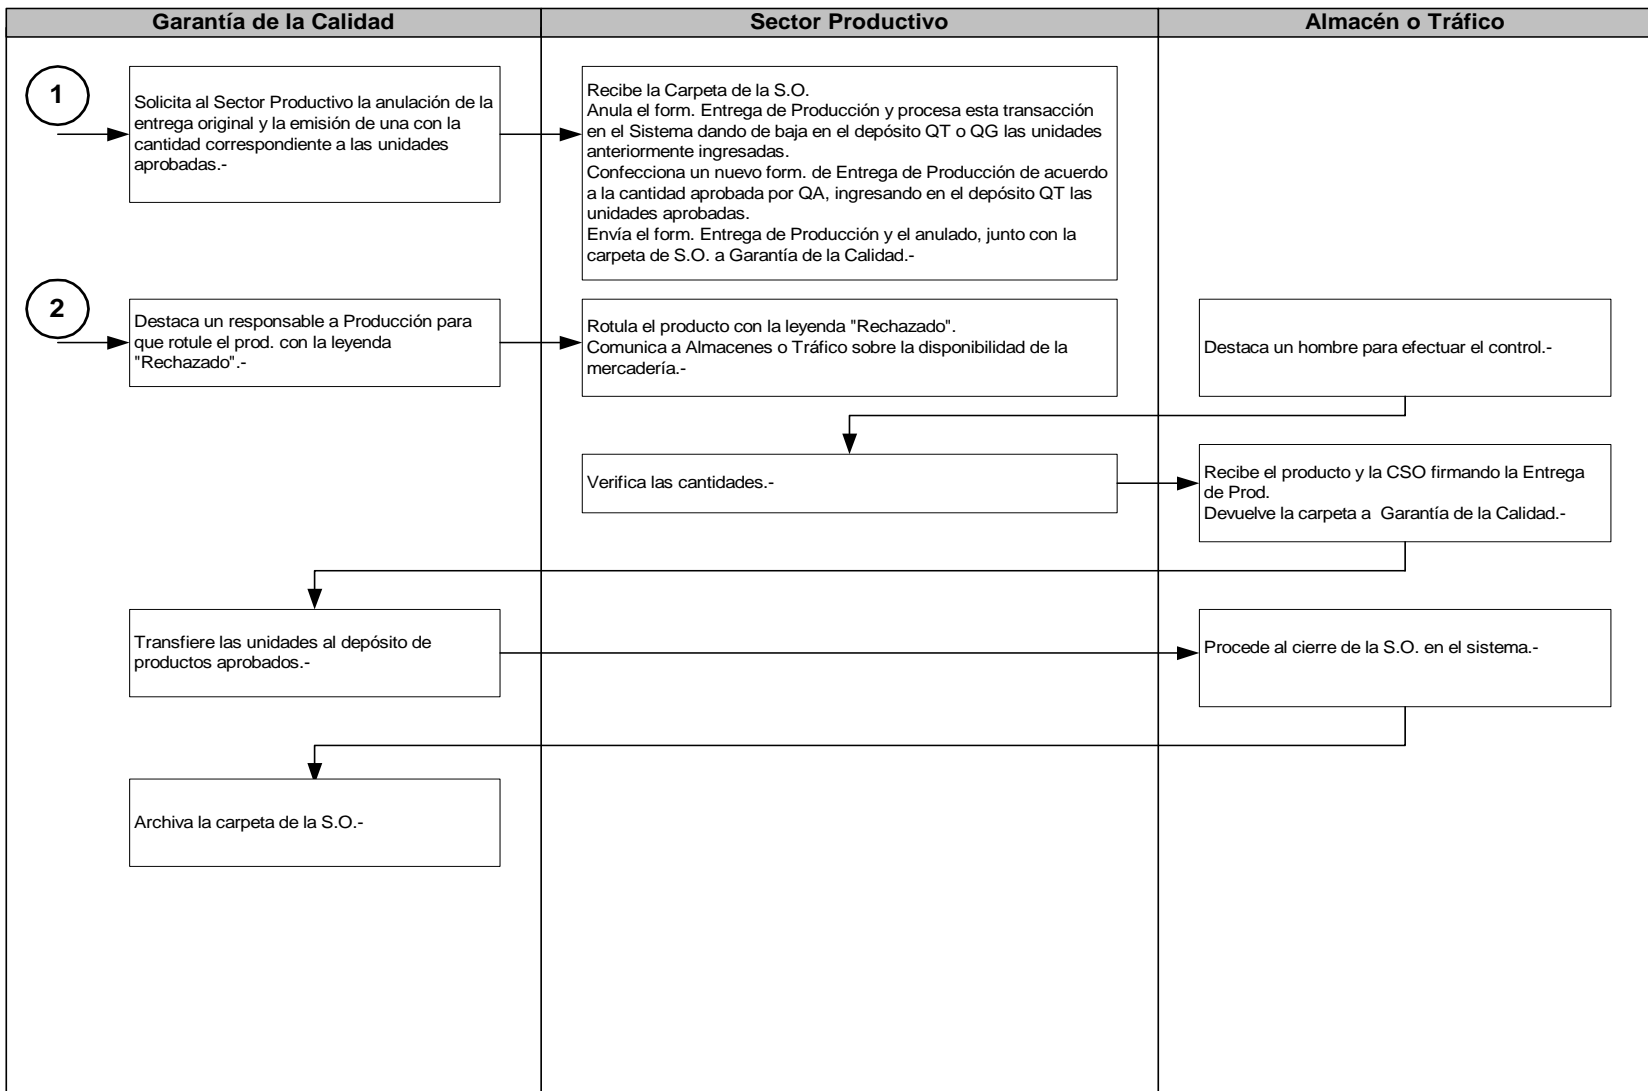 Garantía de la Calidad
Sector Productivo
Almacén o Tráfico
1
Solicita al Sector Productivo la anulación de la
entrega original y la emisión de una con la
cantidad correspondiente a las unidades
aprobadas.-
Recibe la Carpeta de la S.O.
Anula el form. Entrega de Producción y procesa esta transacción
en el Sistema dando de baja en el depósito QT o QG las unidades
anteriormente ingresadas.
Confecciona un nuevo form. de Entrega de Producción de acuerdo
a la cantidad aprobada por QA, ingresando en el depósito QT las
unidades aprobadas.
Envía el form. Entrega de Producción y el anulado, junto con la
carpeta de S.O. a Garantía de la Calidad.-
2
Destaca un responsable a Producción para
que rotule el prod. con la leyenda
"Rechazado".-
Rotula el producto con la leyenda "Rechazado".
Comunica a Almacenes o Tráfico sobre la disponibilidad de la
mercadería.-
Destaca un hombre para efectuar el control.-
Verifica las cantidades.-
Recibe el producto y la CSO firmando la Entrega
de Prod.
Devuelve la carpeta a  Garantía de la Calidad.-
Transfiere las unidades al depósito de
productos aprobados.-
Procede al cierre de la S.O. en el sistema.-
Archiva la carpeta de la S.O.-